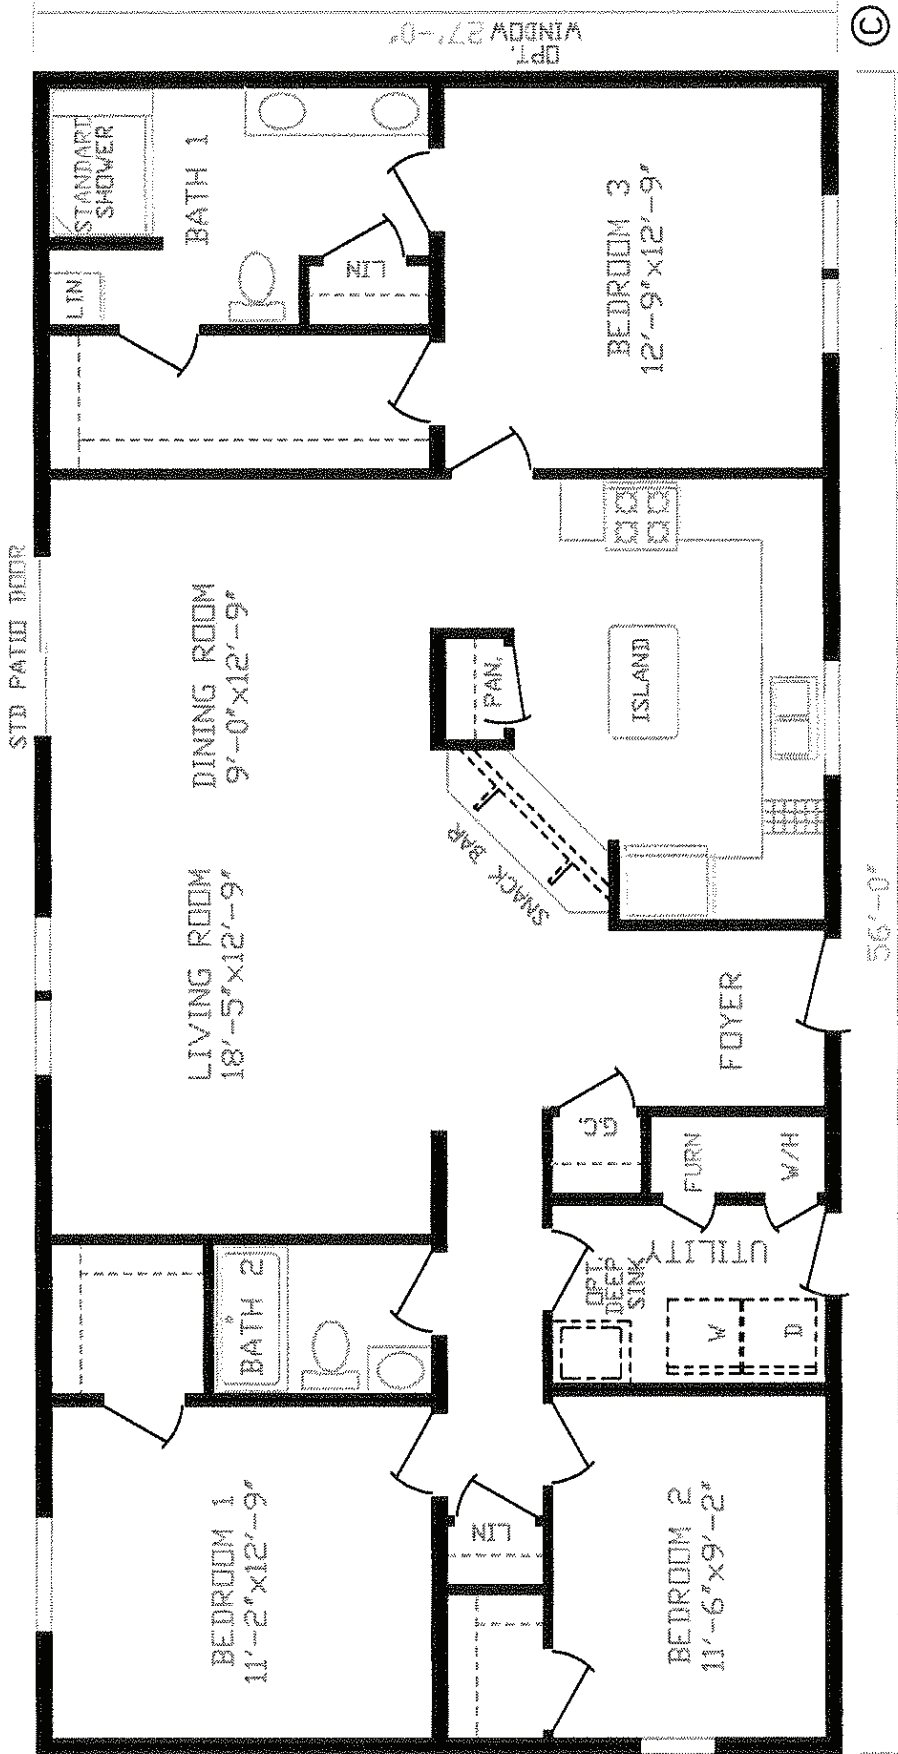 STD PATIO DOOR
BEDROOM 1
11'-2"x12'-9"
BATH 2
LIVING ROOM
18'-5"x12'-9"
DINING ROOM
9'-0"x12'-9"
LIN
STANDARD
SHOWER
BATH 1
LIN
OPT.
WINDOW
27'-0"
LIN
SNACK BAR
PAN.
BEDROOM 2
11'-6"x9'-2"
OPT.
DEEP
SINK
W
D
UTILITY
G.C.
FURN
W/H
FOYER
ISLAND
BEDROOM 3
12'-9"x12'-9"
56'-0"
©